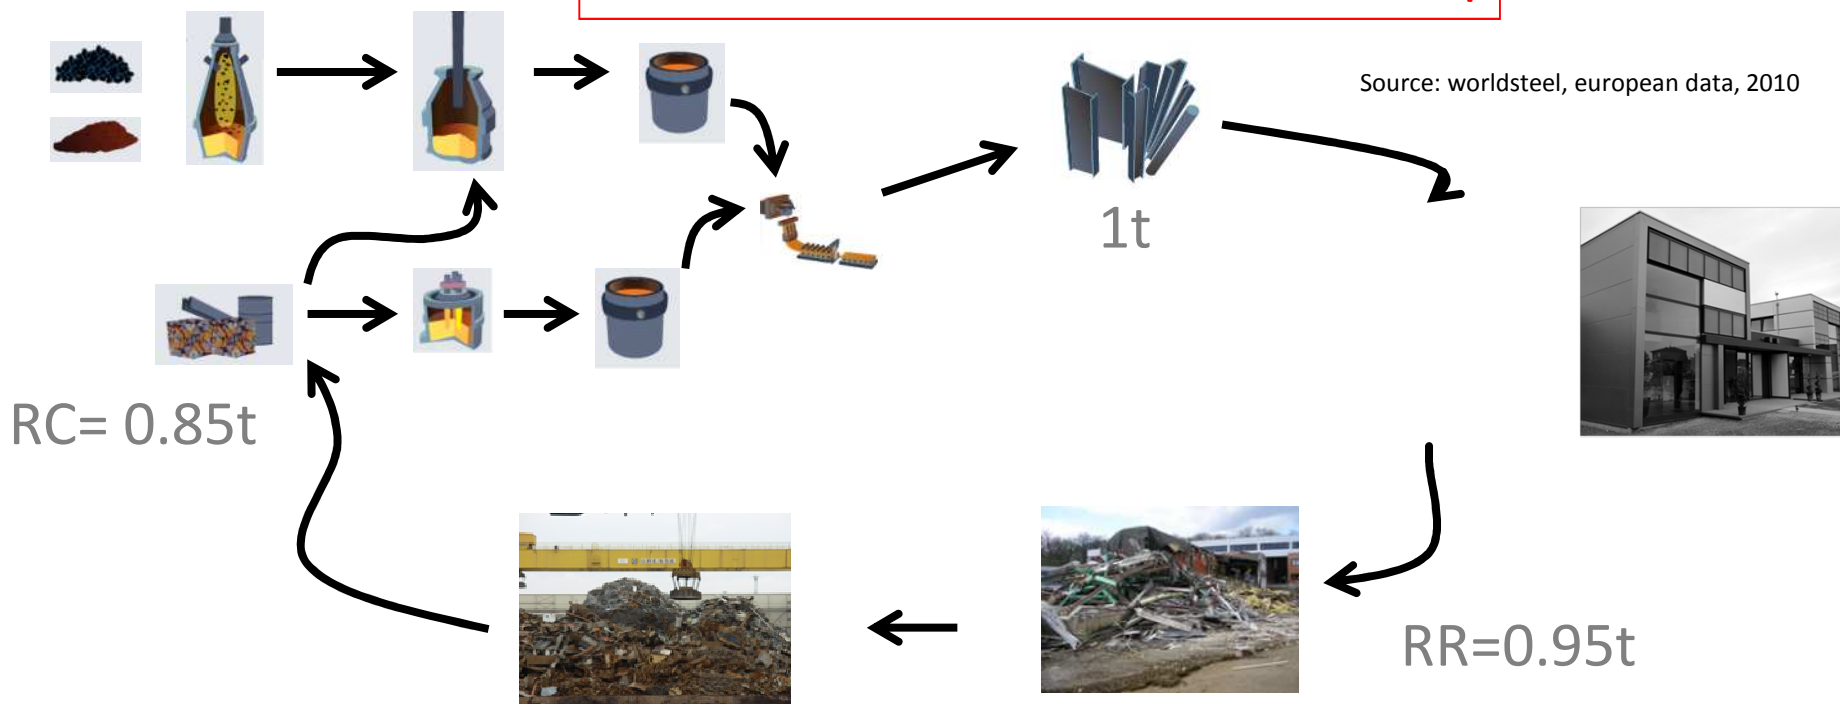 Source: worldsteel, european data, 2010
1t
RC= 0.85t
RR=0.95t